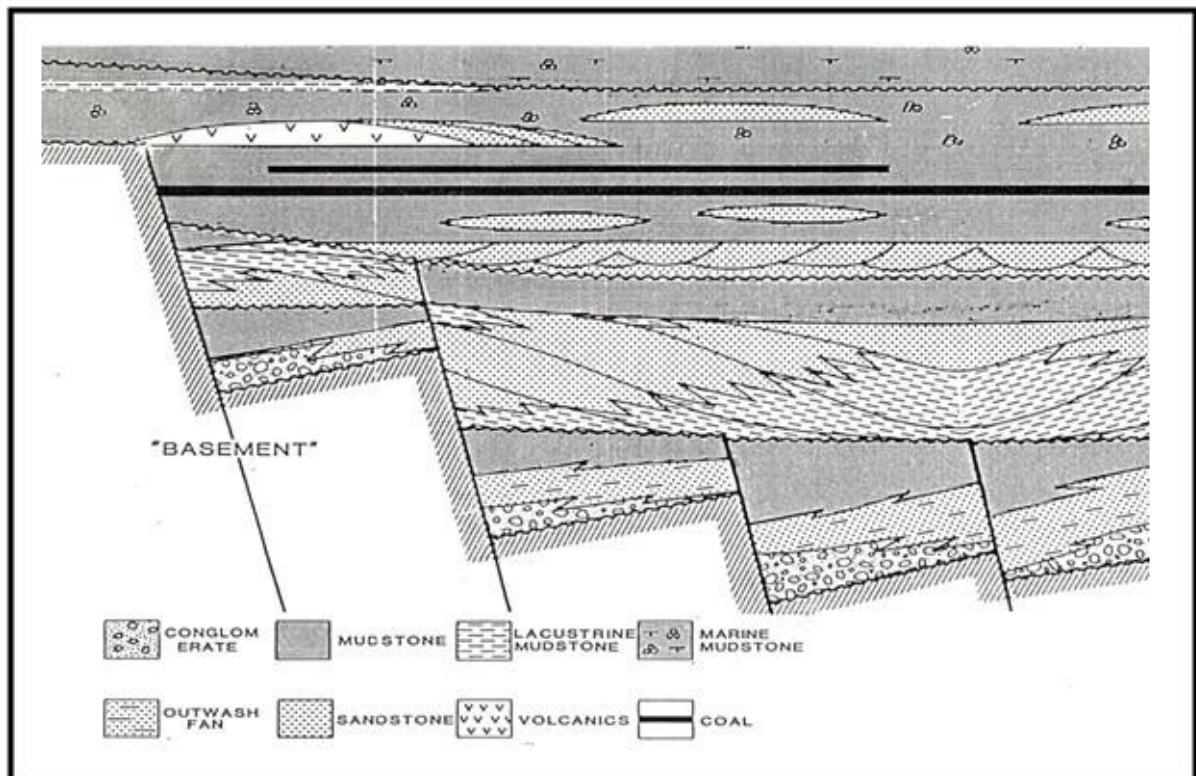 "BASEMENT"
CONGLOM
ERATE
MUDSTONE
LACUSTRINE
MUDSTONE
MARINE
MUDSTONE
OUTWASH
FAN
SANDSTONE
VOLCANICS
COAL